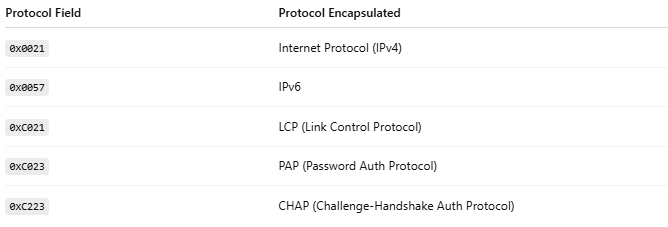 Protocol Field Protocol Encapsulated
0x0021 Internet Protocol (IPv4)
0x0057 IPv6
0xC021 LCP (Link Control Protocol)
0xC023 PAP (Password Auth Protocol)
0xC223 CHAP (Challenge-Handshake Auth Protocol)